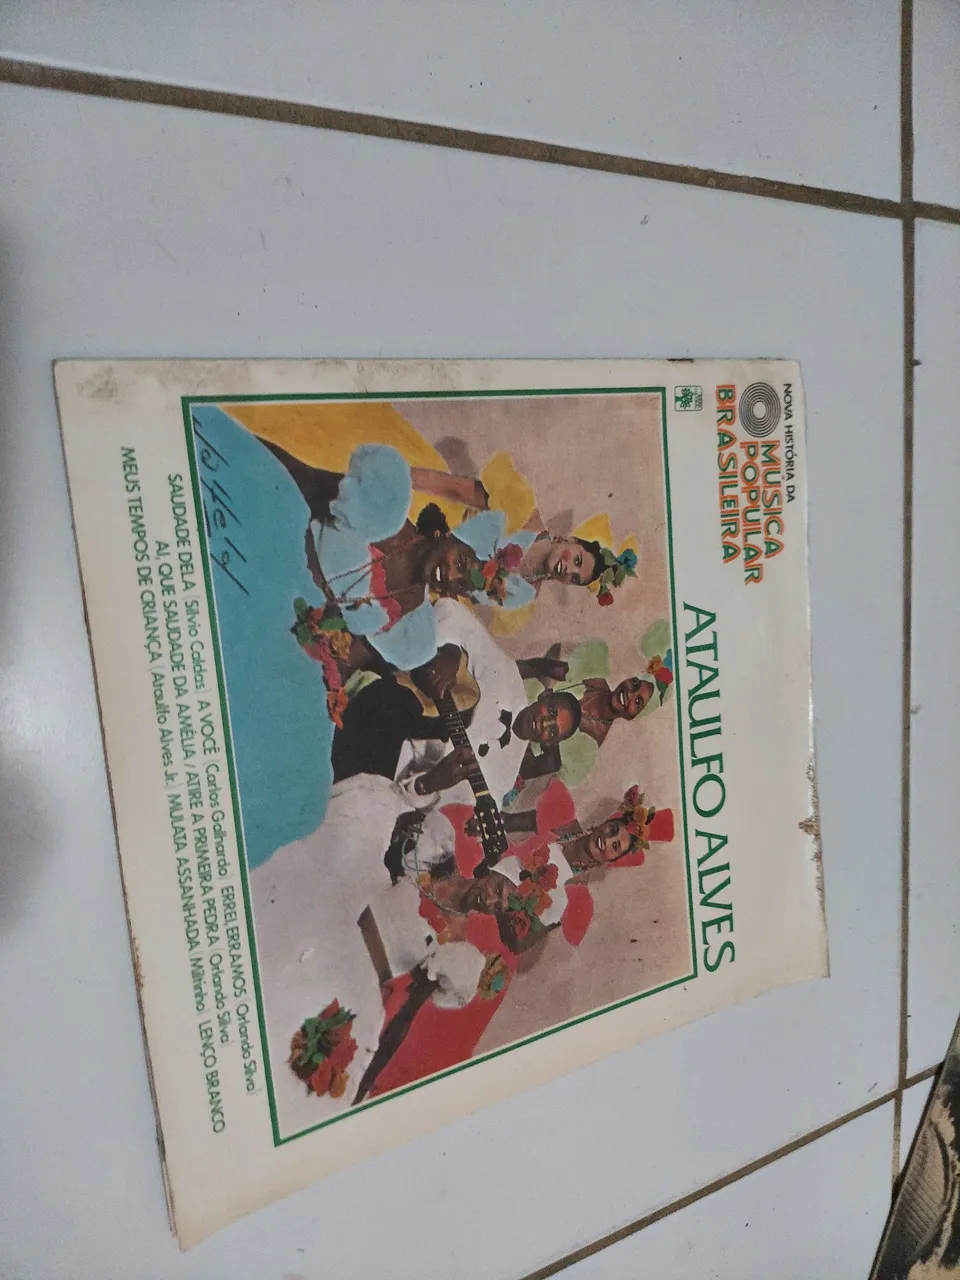 NOVA HISTÓRIA DA
MÚSICA
POPULAR
BRASILEIRA
ATAULFO ALVES
SAUDADE DELA (Silvio Caldas) A VOCÊ (Carlos Galhardo) ERREI, ERRAMOS (Orlando Silva)
AI, QUE SAUDADE DA AMÉLIA / ATIRE A PRIMEIRA PEDRA (Orlando Silva)
MEUS TEMPOS DE CRIANÇA (Ataulfo Alves Jr.) MULATA ASSANHADA (Miltinho) LENÇO BRANCO